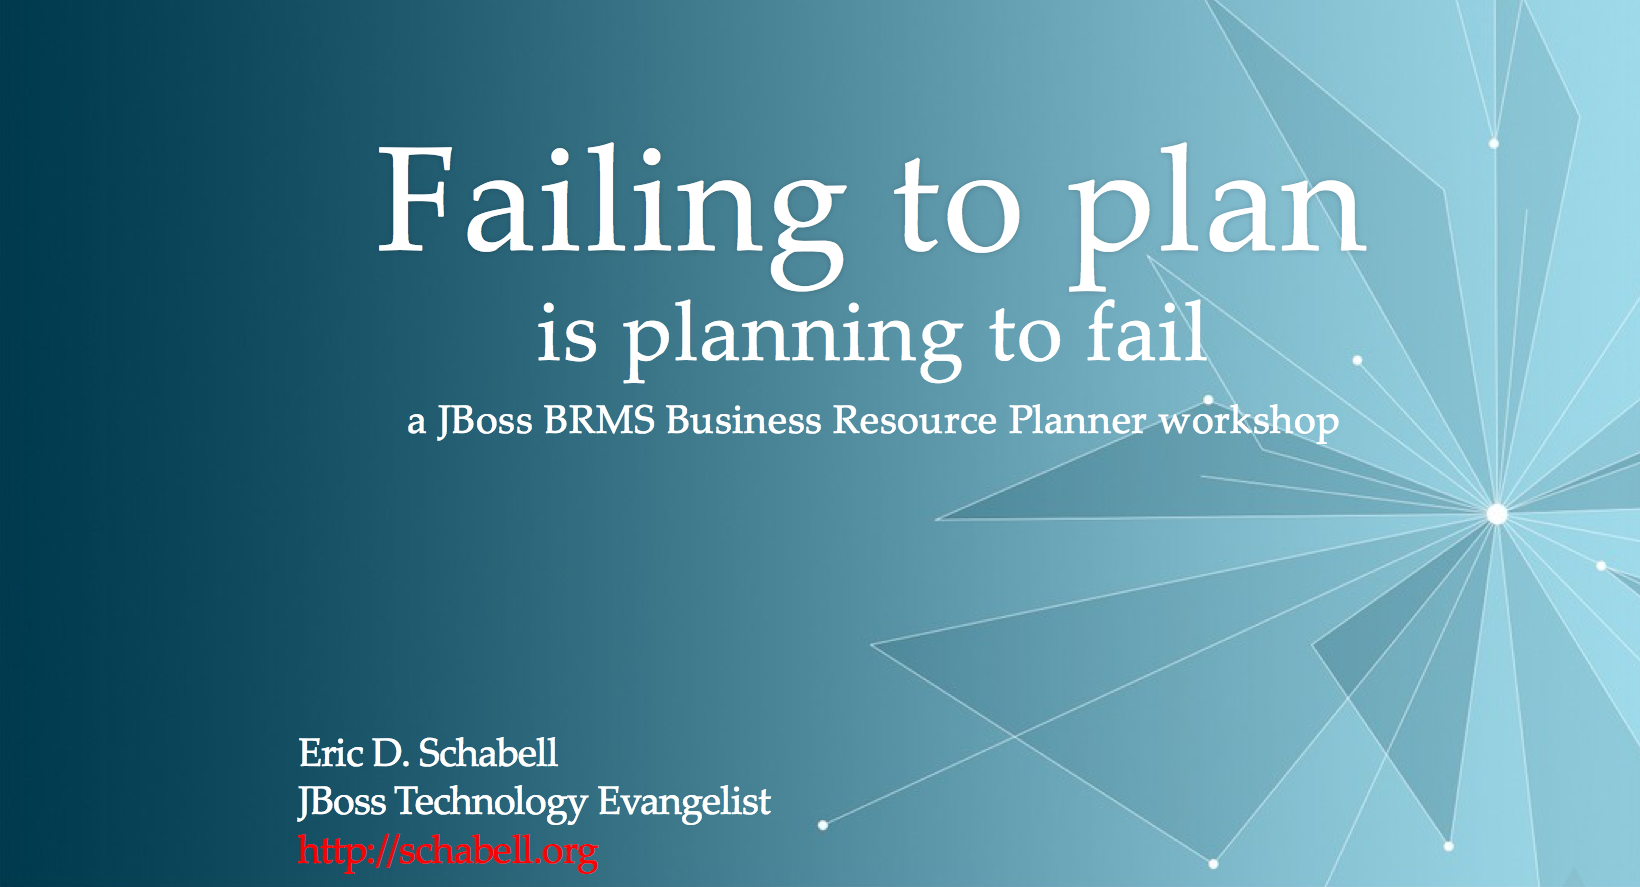 Failing to plan
is planning to fail
a JBoss BRMS Business Resource Planner workshop
Eric D. Schabell
JBoss Technology Evangelist
http://schabell.org